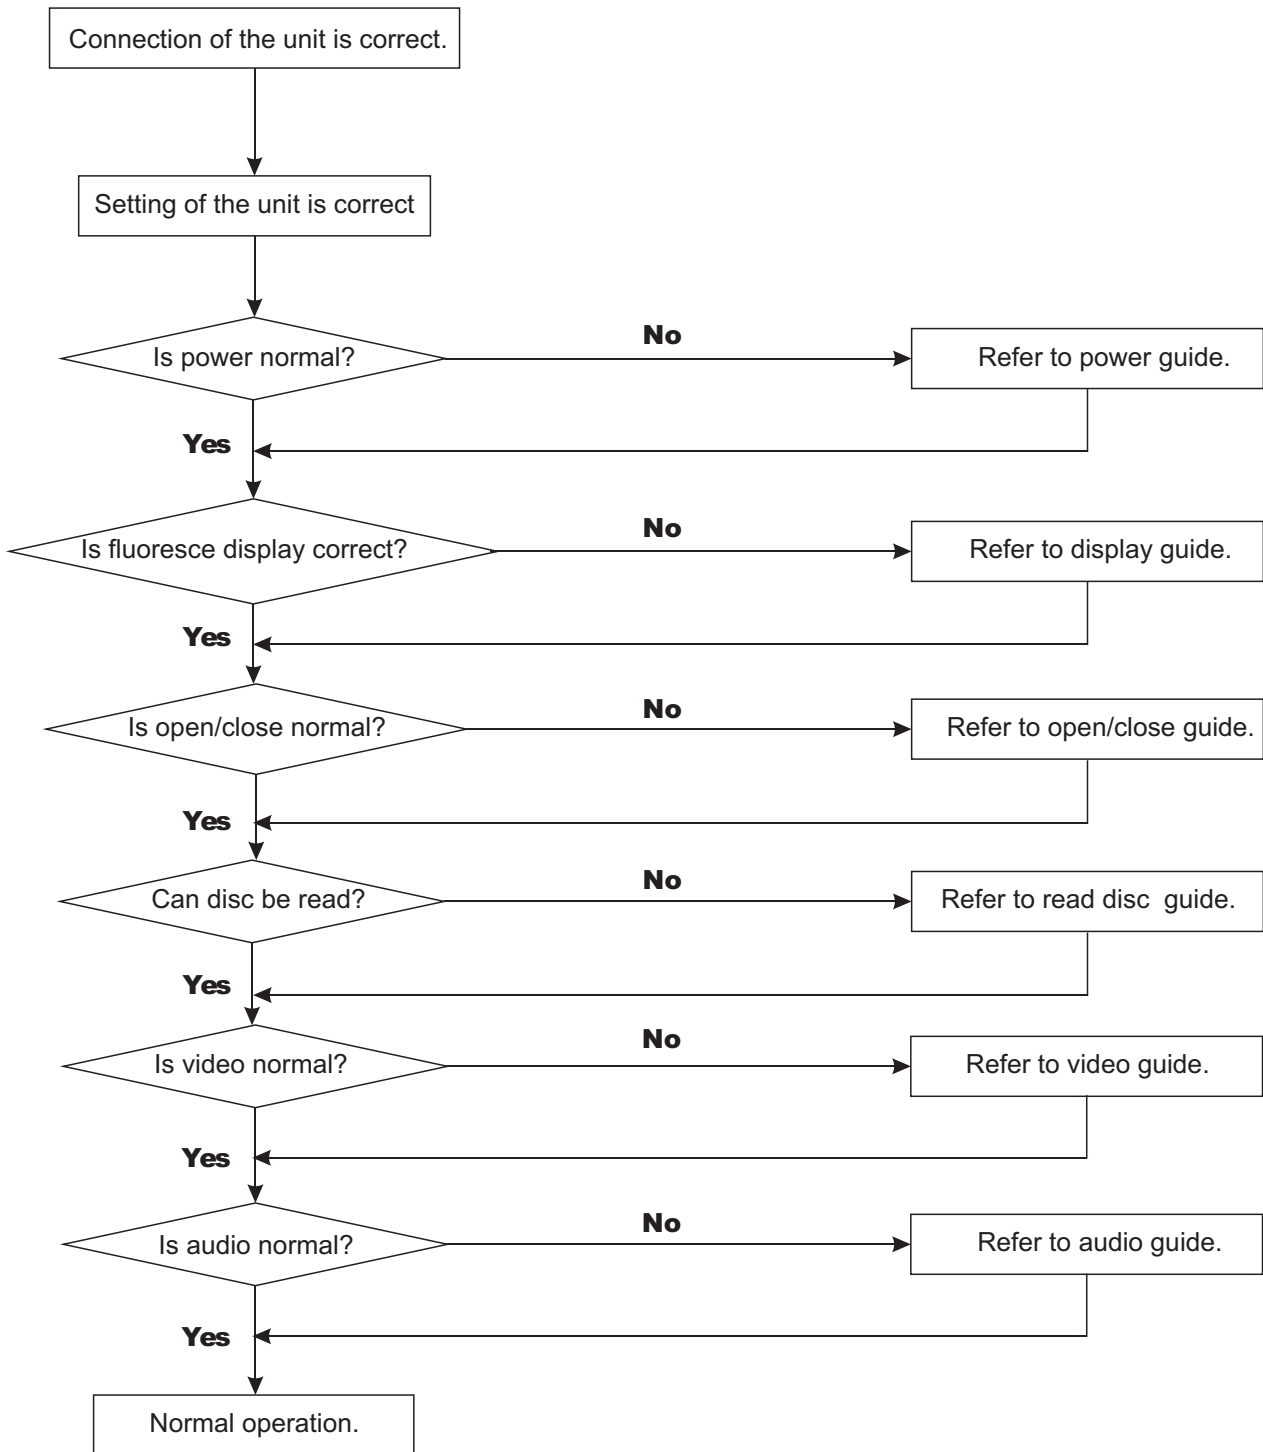 Connection of the unit is correct.
Setting of the unit is correct
Is power normal?
No
Refer to power guide.
Yes
Is fluoresce display correct?
No
Refer to display guide.
Yes
Is open/close normal?
No
Refer to open/close guide.
Yes
Can disc be read?
No
Refer to read disc  guide.
Yes
Is video normal?
No
Refer to video guide.
Yes
Is audio normal?
No
Refer to audio guide.
Yes
Normal operation.